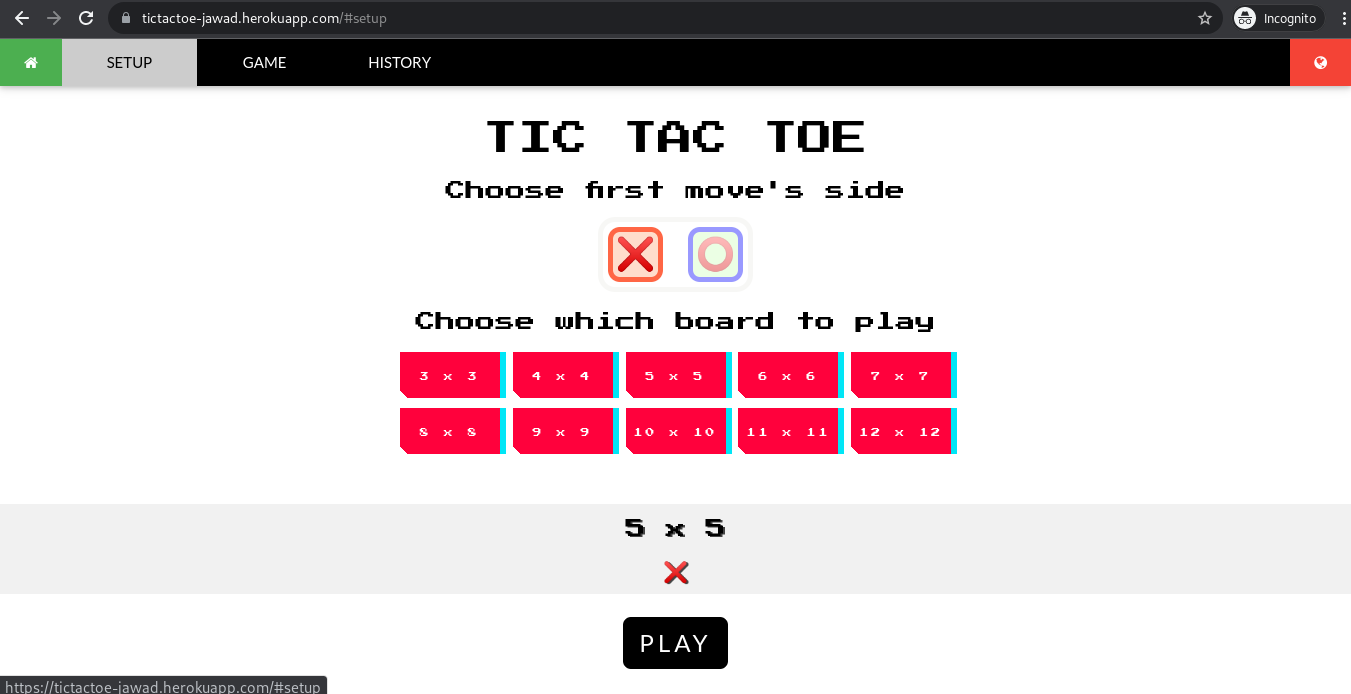 tictactoe-jawad.herokuapp.com/#setup
Incognito
SETUP GAME HISTORY
TIC TAC TOE
Choose first move's side
Choose which board to play
3 x 3 4 x 4 5 x 5 6 x 6 7 x 7
8 x 8 9 x 9 10 x 10 11 x 11 12 x 12
5 x 5
PLAY
https://tictactoe-jawad.herokuapp.com/#setup